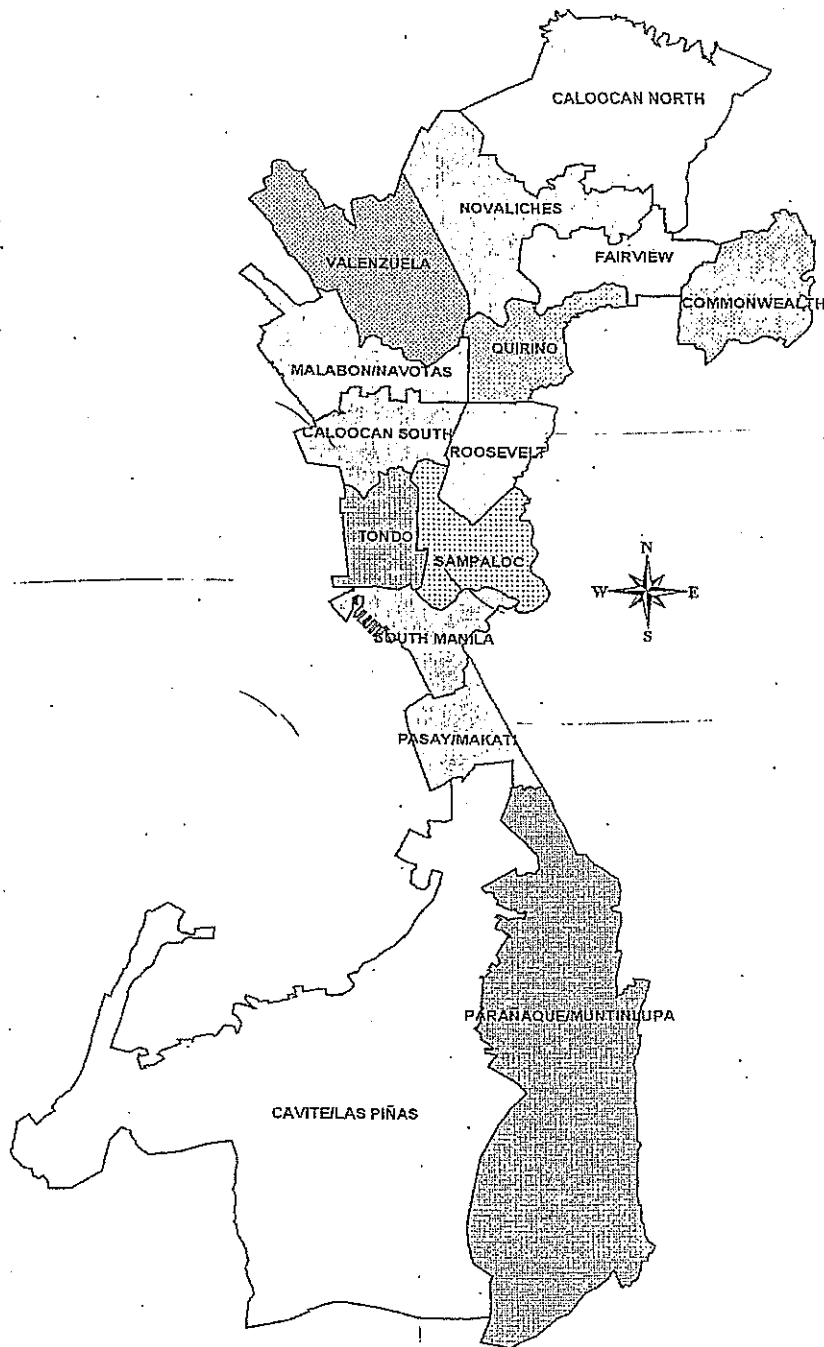 CALOOCAN NORTH
NOVALICHES
FAIRVIEW
VALENZUELA
COMMONWEALTH
QUIRINO
MALABON/NAVOTAS
CALOOCAN SOUTH
ROOSEVELT
TONDO
SAMPALOC
N
W E
S
SOUTH MANILA
PASAY/MAKATI
PARAÑAQUE/MUNTINLUPA
CAVITE/LAS PIÑAS